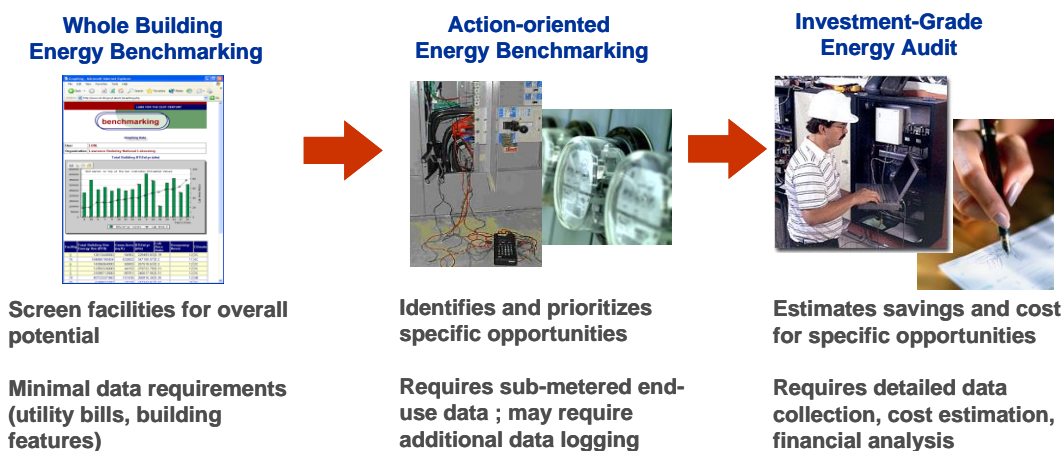 Whole Building
Energy Benchmarking
Action-oriented
Energy Benchmarking
Investment-Grade
Energy Audit
benchmarking
Screen facilities for overall
potential
Minimal data requirements
(utility bills, building
features)
Identifies and prioritizes
specific opportunities
Requires sub-metered end-
use data ; may require
additional data logging
Estimates savings and cost
for specific opportunities
Requires detailed data
collection, cost estimation,
financial analysis